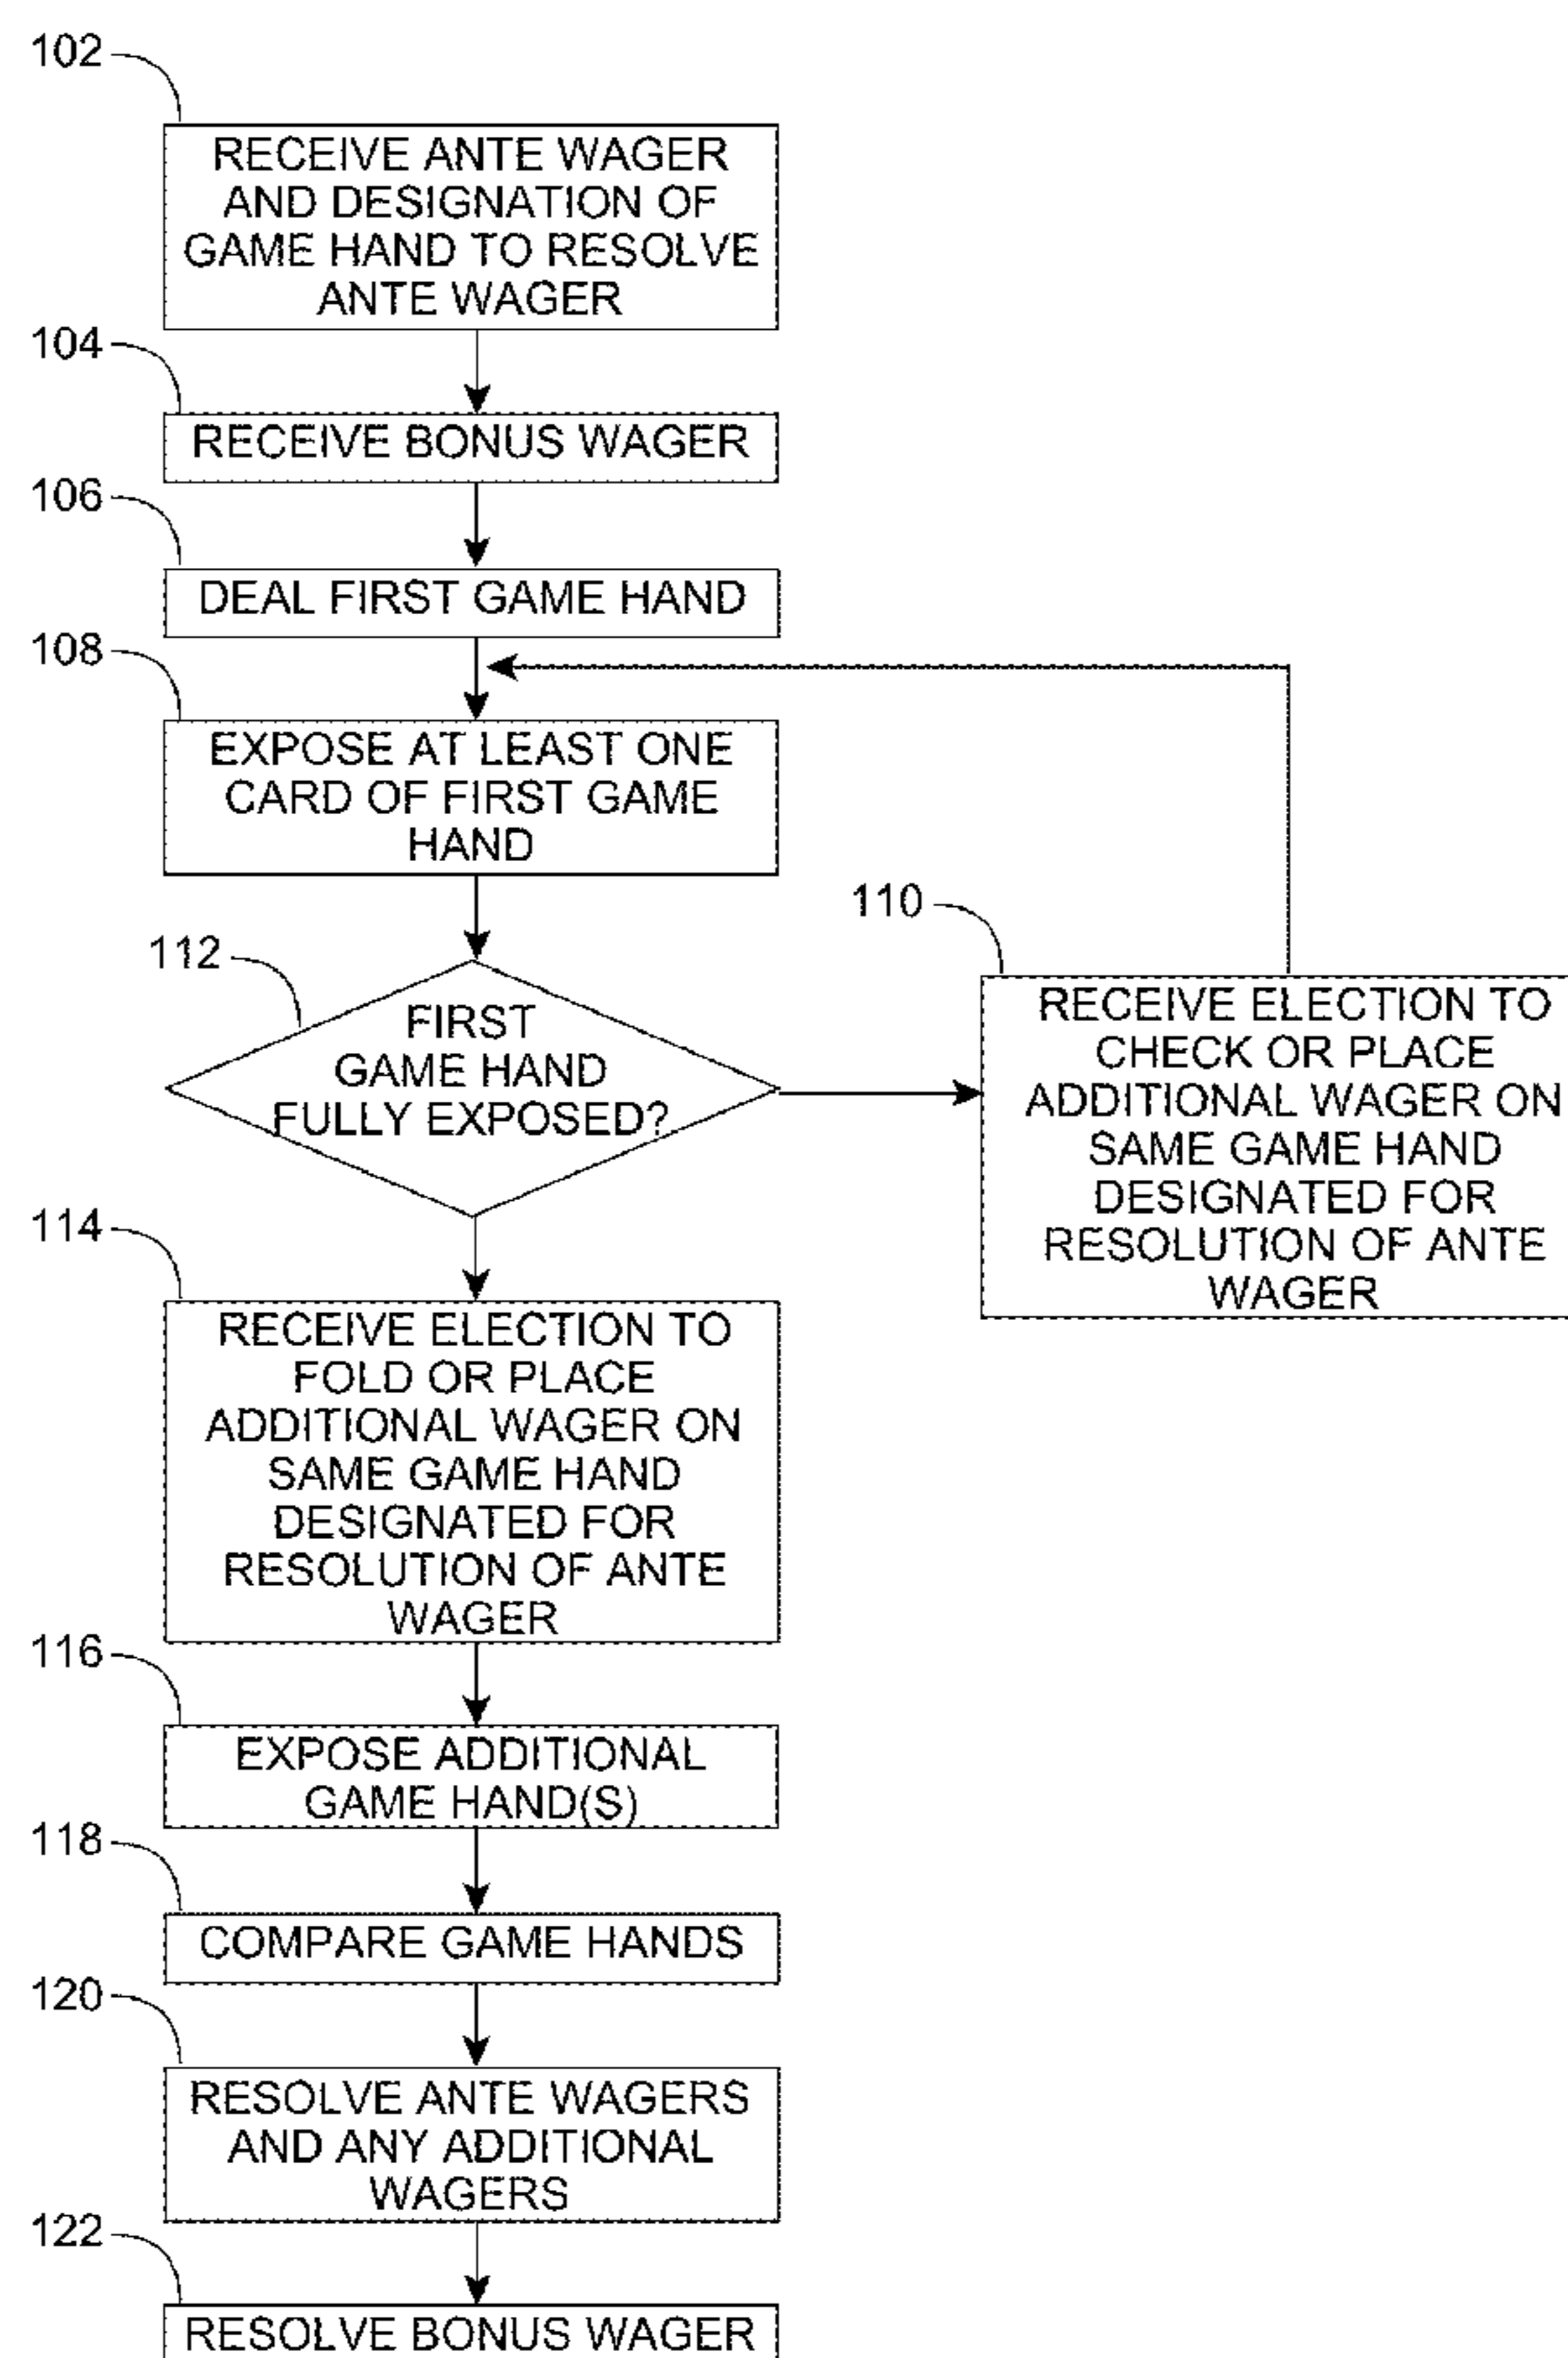 102
RECEIVE ANTE WAGER
AND DESIGNATION OF
GAME HAND TO RESOLVE
ANTE WAGER
104
RECEIVE BONUS WAGER
106
DEAL FIRST GAME HAND
108
EXPOSE AT LEAST ONE
CARD OF FIRST GAME
HAND
112
FIRST
GAME HAND
FULLY EXPOSED?
110
RECEIVE ELECTION TO
CHECK OR PLACE
ADDITIONAL WAGER ON
SAME GAME HAND
DESIGNATED FOR
RESOLUTION OF ANTE
WAGER
114
RECEIVE ELECTION TO
FOLD OR PLACE
ADDITIONAL WAGER ON
SAME GAME HAND
DESIGNATED FOR
RESOLUTION OF ANTE
WAGER
116
EXPOSE ADDITIONAL
GAME HAND(S)
118
COMPARE GAME HANDS
120
RESOLVE ANTE WAGERS
AND ANY ADDITIONAL
WAGERS
122
RESOLVE BONUS WAGER